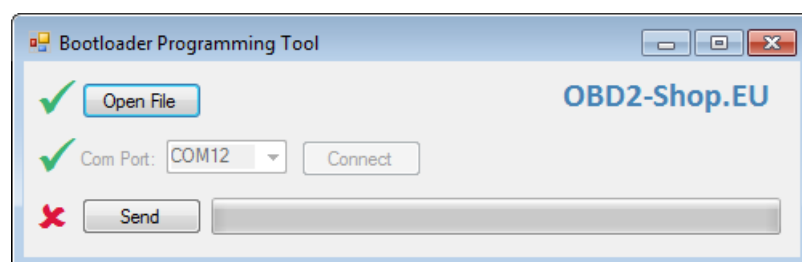 Bootloader Programming Tool
Open File
OBD2-Shop.EU
Com Port: COM12 Connect
Send